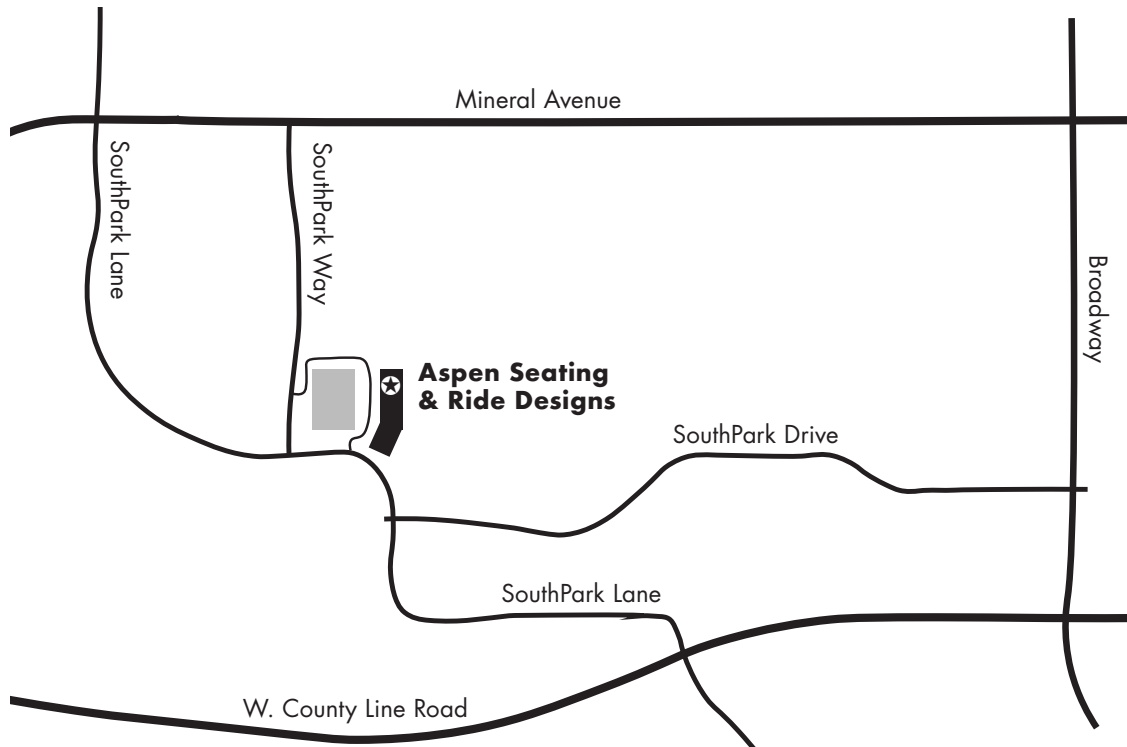 Mineral Avenue
SouthPark Lane
SouthPark Way
Broadway
Aspen Seating
& Ride Designs
SouthPark Drive
SouthPark Lane
W. County Line Road